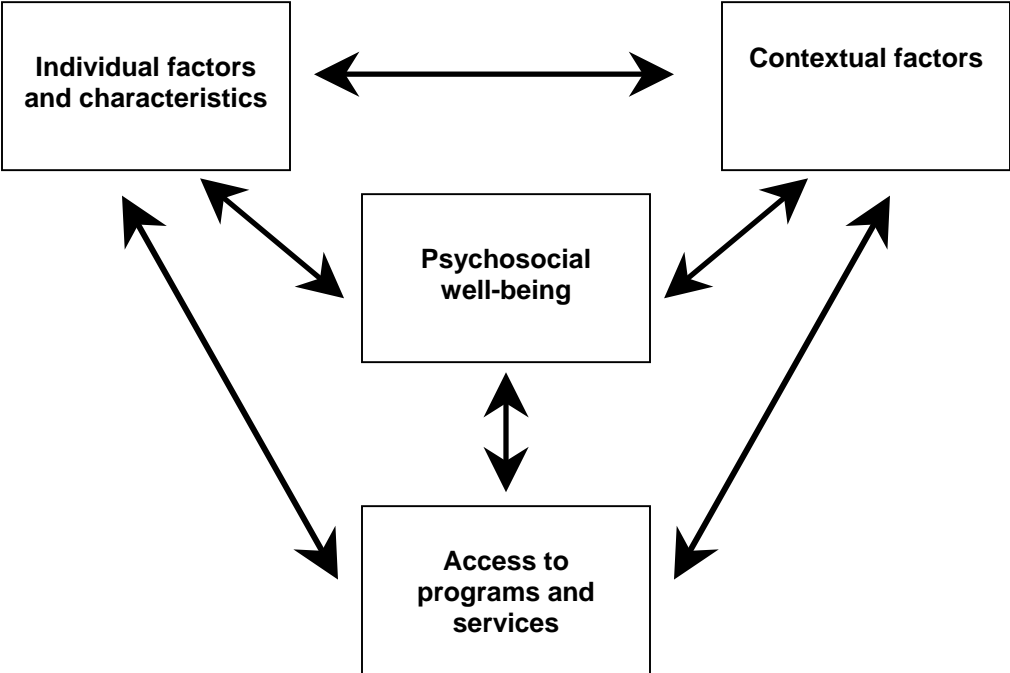 Individual factors
and characteristics
Contextual factors
Psychosocial
well-being
Access to
programs and
services